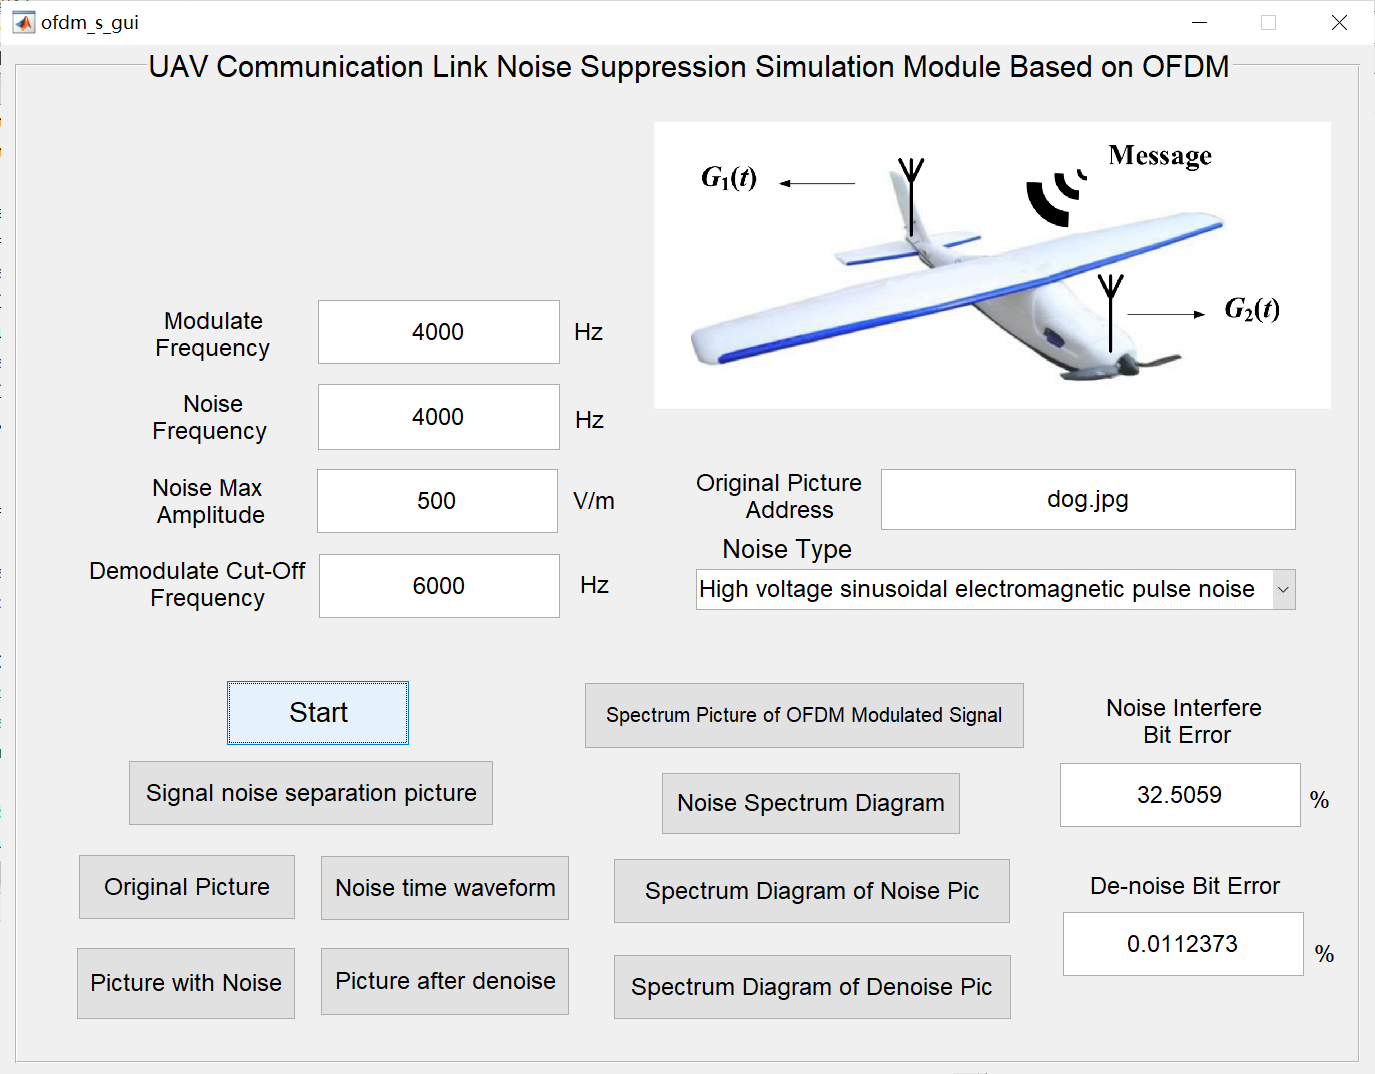 ofdm_s_gui
UAV Communication Link Noise Suppression Simulation Module Based on OFDM
G1(t)
Message
G2(t)
Modulate
Frequency
4000
Hz
Noise
Frequency
4000
Hz
Noise Max
Amplitude
500
V/m
Demodulate Cut-Off
Frequency
6000
Hz
Original Picture
Address
dog.jpg
Noise Type
High voltage sinusoidal electromagnetic pulse noise
Start
Signal noise separation picture
Original Picture
Noise time waveform
Picture with Noise
Picture after denoise
Spectrum Picture of OFDM Modulated Signal
Noise Spectrum Diagram
Spectrum Diagram of Noise Pic
Spectrum Diagram of Denoise Pic
Noise Interfere
Bit Error
32.5059
%
De-noise Bit Error
0.0112373
%